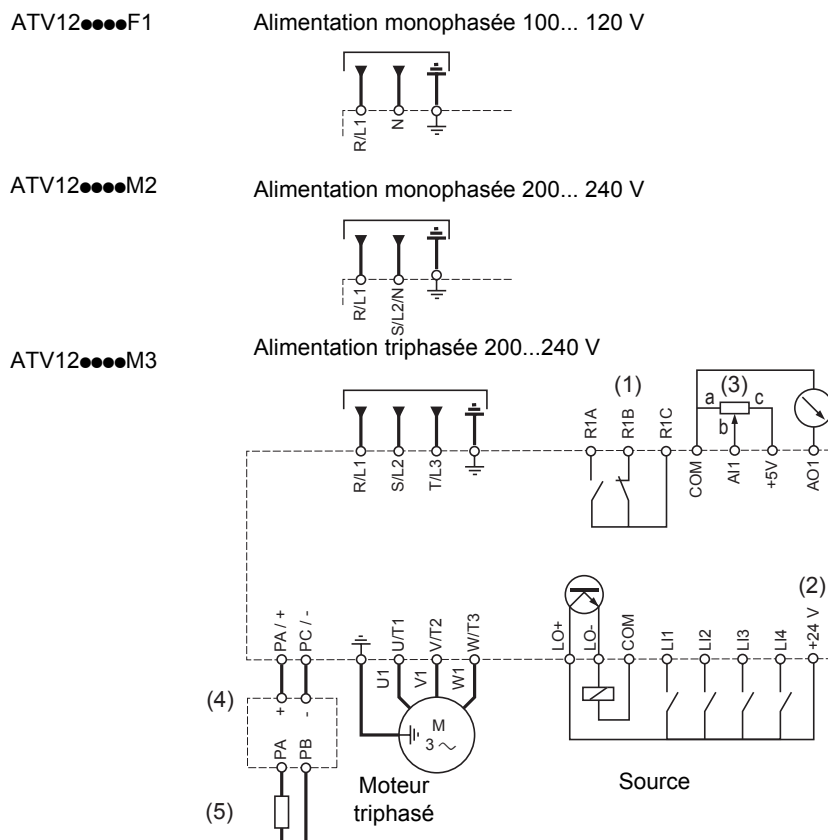 ATV12●●●●F1
Alimentation monophasée 100... 120 V
R/L1
N
ATV12●●●●M2
Alimentation monophasée 200... 240 V
R/L1
S/L2/N
ATV12●●●●M3
Alimentation triphasée 200...240 V
(1)
(3)
a
c
b
R/L1
S/L2
T/L3
R1A
R1B
R1C
COM
AI1
+5V
AO1
(2)
PA / +
PC / -
U/T1
V/T2
W/T3
LO+
LO-
COM
LI1
LI2
LI3
LI4
+24 V
U1
V1
W1
(4)
+
-
M
3 ~
PA
PB
Moteur
triphasé
Source
(5)